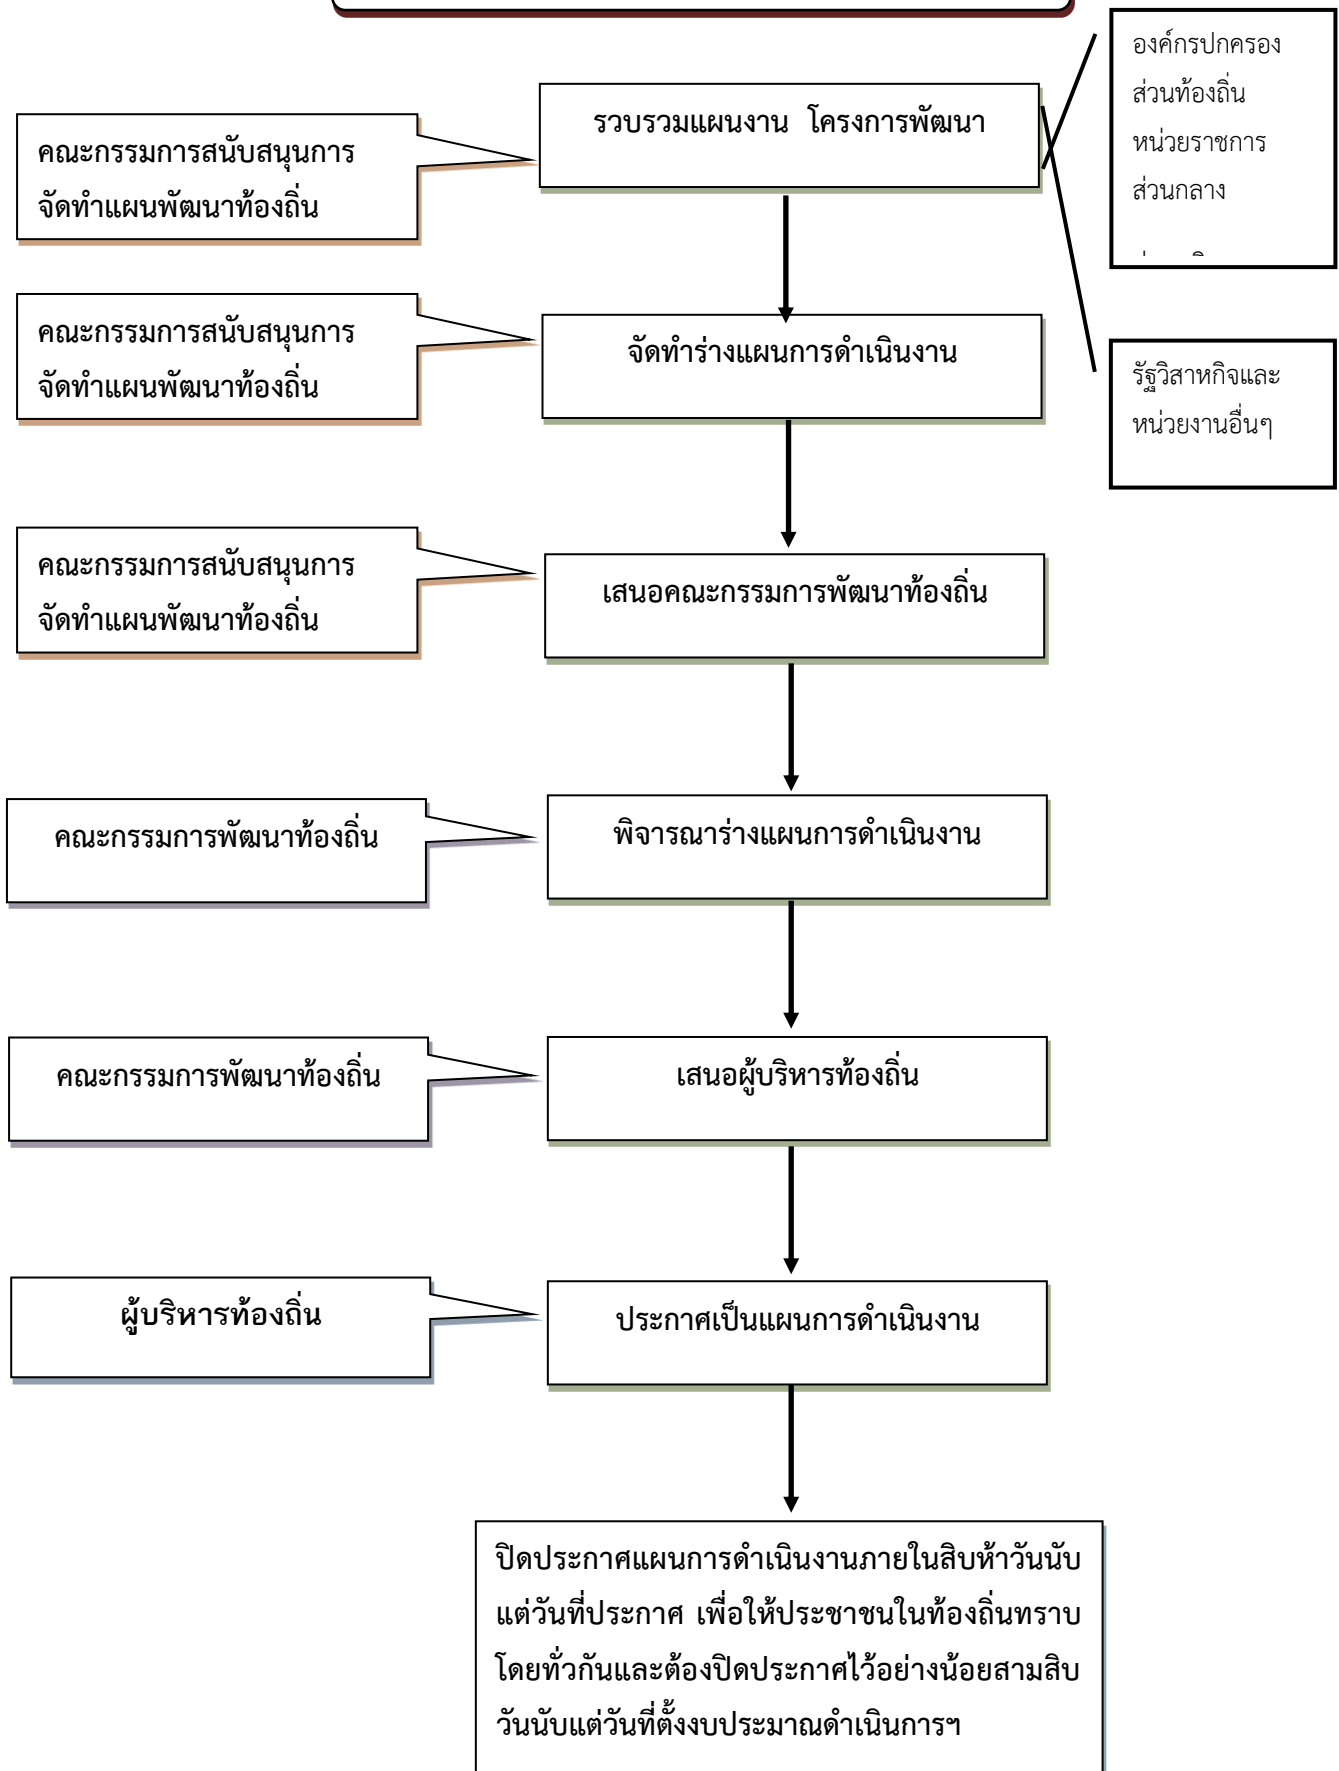 องค์กรปกครอง
ส่วนท้องถิ่น
หน่วยราชการ
ส่วนกลาง
รวบรวมแผนงาน โครงการพัฒนา
คณะกรรมการสนับสนุนการ
จัดทำแผนพัฒนาท้องถิ่น
คณะกรรมการสนับสนุนการ
จัดทำแผนพัฒนาท้องถิ่น
จัดทำร่างแผนการดำเนินงาน
รัฐวิสาหกิจและ
หน่วยงานอื่นๆ
คณะกรรมการสนับสนุนการ
จัดทำแผนพัฒนาท้องถิ่น
เสนอคณะกรรมการพัฒนาท้องถิ่น
คณะกรรมการพัฒนาท้องถิ่น
พิจารณาร่างแผนการดำเนินงาน
คณะกรรมการพัฒนาท้องถิ่น
เสนอผู้บริหารท้องถิ่น
ผู้บริหารท้องถิ่น
ประกาศเป็นแผนการดำเนินงาน
ปิดประกาศแผนการดำเนินงานภายในสิบห้าวันนับ
แต่วันที่ประกาศ เพื่อให้ประชาชนในท้องถิ่นทราบ
โดยทั่วกันและต้องปิดประกาศไว้อย่างน้อยสามสิบ
วันนับแต่วันที่ตั้งงบประมาณดำเนินการฯ